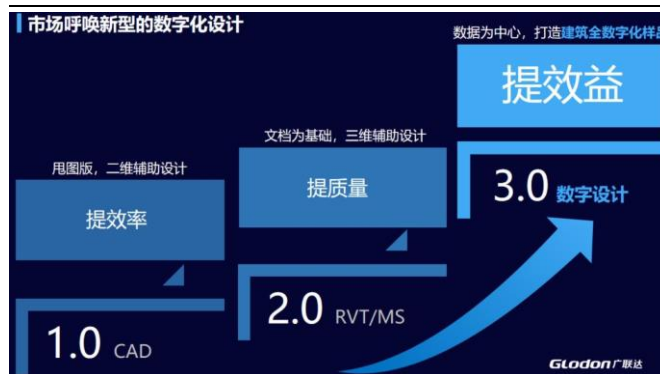 市场呼唤新型的数字化设计
数据为中心，打造建筑全数字化样品
提效益
文档为基础，三维辅助设计
提质量
甩图版，二维辅助设计
提效率
3.0 数字设计
2.0 RVT/MS
1.0 CAD
GLodon广联达